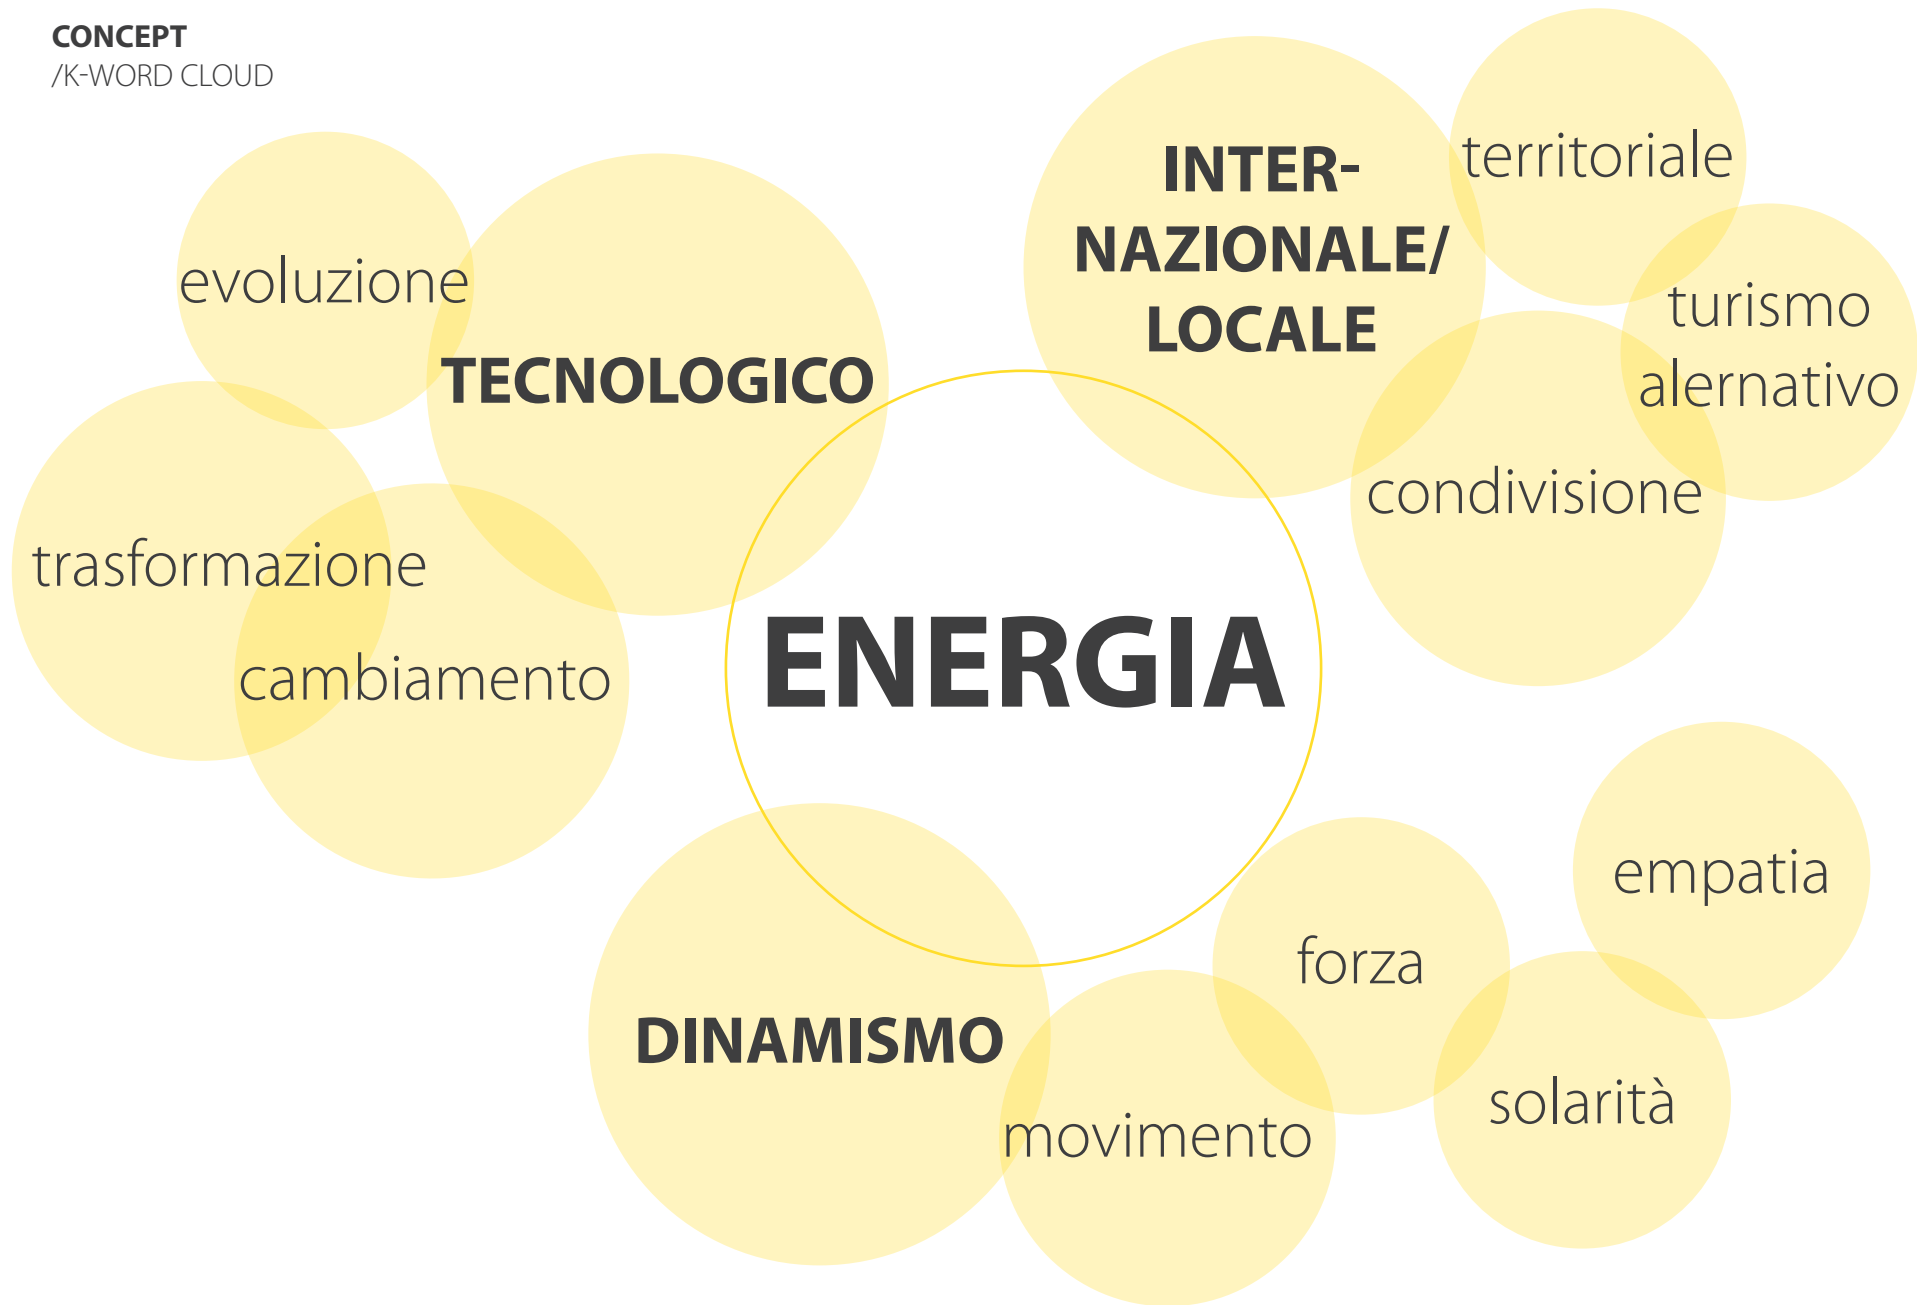 CONCEPT
/K-WORD CLOUD
evoluzione
TECNOLOGICO
trasformazione
cambiamento
INTER-
NAZIONALE/
LOCALE
territoriale
turismo
alernativo
condivisione
ENERGIA
DINAMISMO
movimento
forza
solarità
empatia